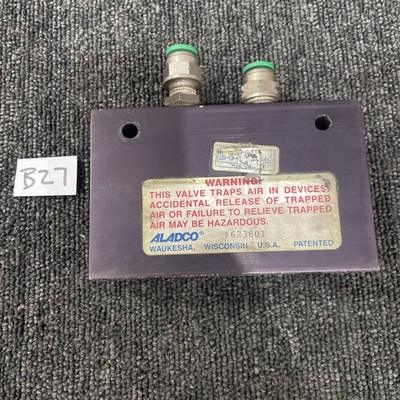 B27
WARNING!
THIS VALVE TRAPS AIR IN DEVICES.
ACCIDENTAL RELEASE OF TRAPPED
AIR OR FAILURE TO RELIEVE TRAPPED
AIR MAY BE HAZARDOUS.
ALADCO® 4623801
WAUKESHA, WISCONSIN, U.S.A. PATENTED